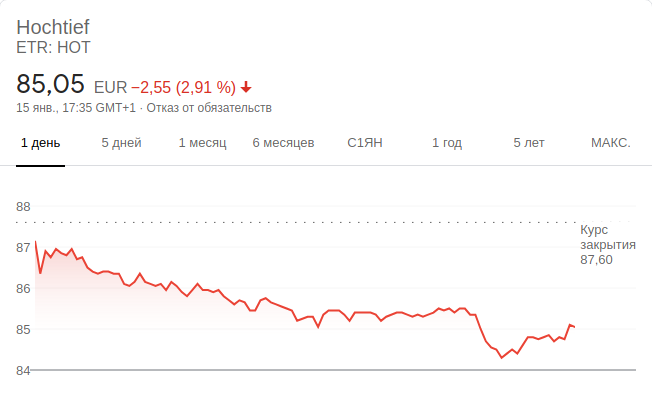 Hochtief
ETR: HOT
85,05 EUR −2,55 (2,91 %)
15 янв., 17:35 GMT+1 · Отказ от обязательств
1 день 5 дней 1 месяц 6 месяцев С1ЯН 1 год 5 лет МАКС.
88
87
86
85
84
Курс
закрытия
87,60